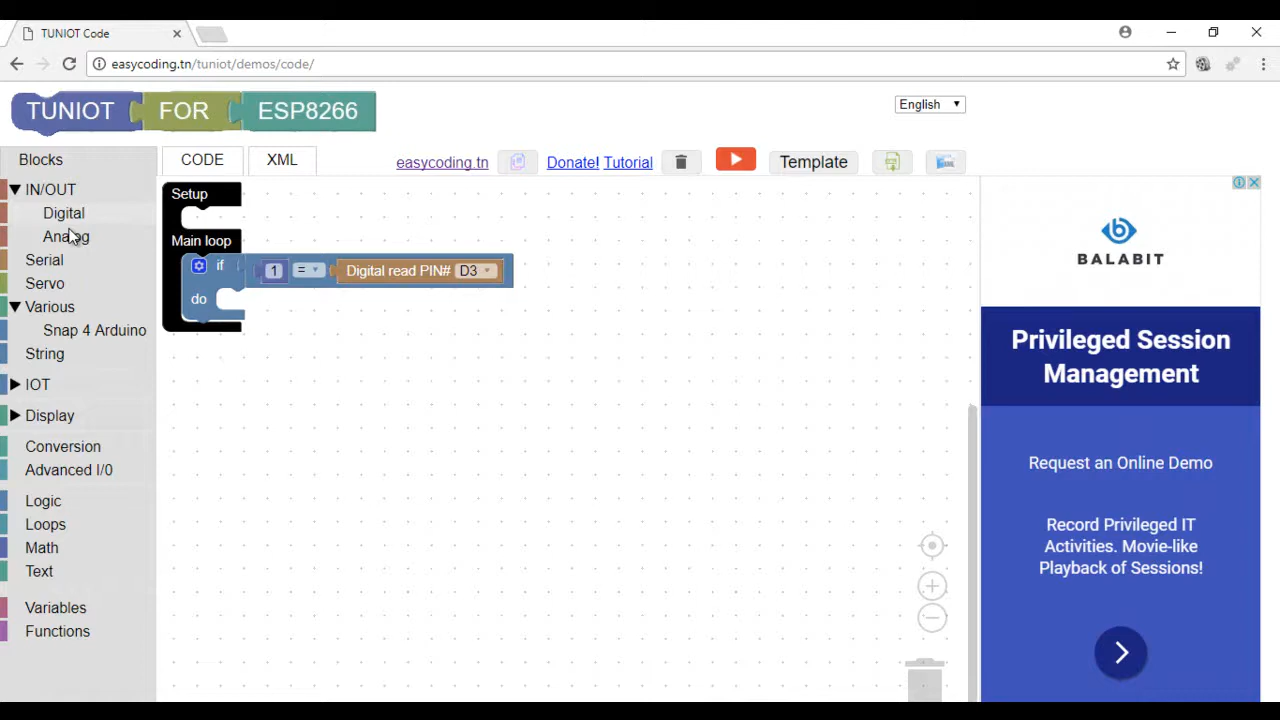 TUNIOT Code
easycoding.tn/tuniot/demos/code/
TUNIOT FOR ESP8266
English
Blocks
CODE
XML
easycoding.tn
Donate! Tutorial
Template
IN/OUT
Digital
Analog
Serial
Servo
Various
Snap 4 Arduino
String
IOT
Display
Conversion
Advanced I/0
Logic
Loops
Math
Text
Variables
Functions
Setup
Main loop
if 1 = Digital read PIN# D3
do
BALABIT
Privileged Session
Management
Request an Online Demo
Record Privileged IT
Activities. Movie-like
Playback of Sessions!